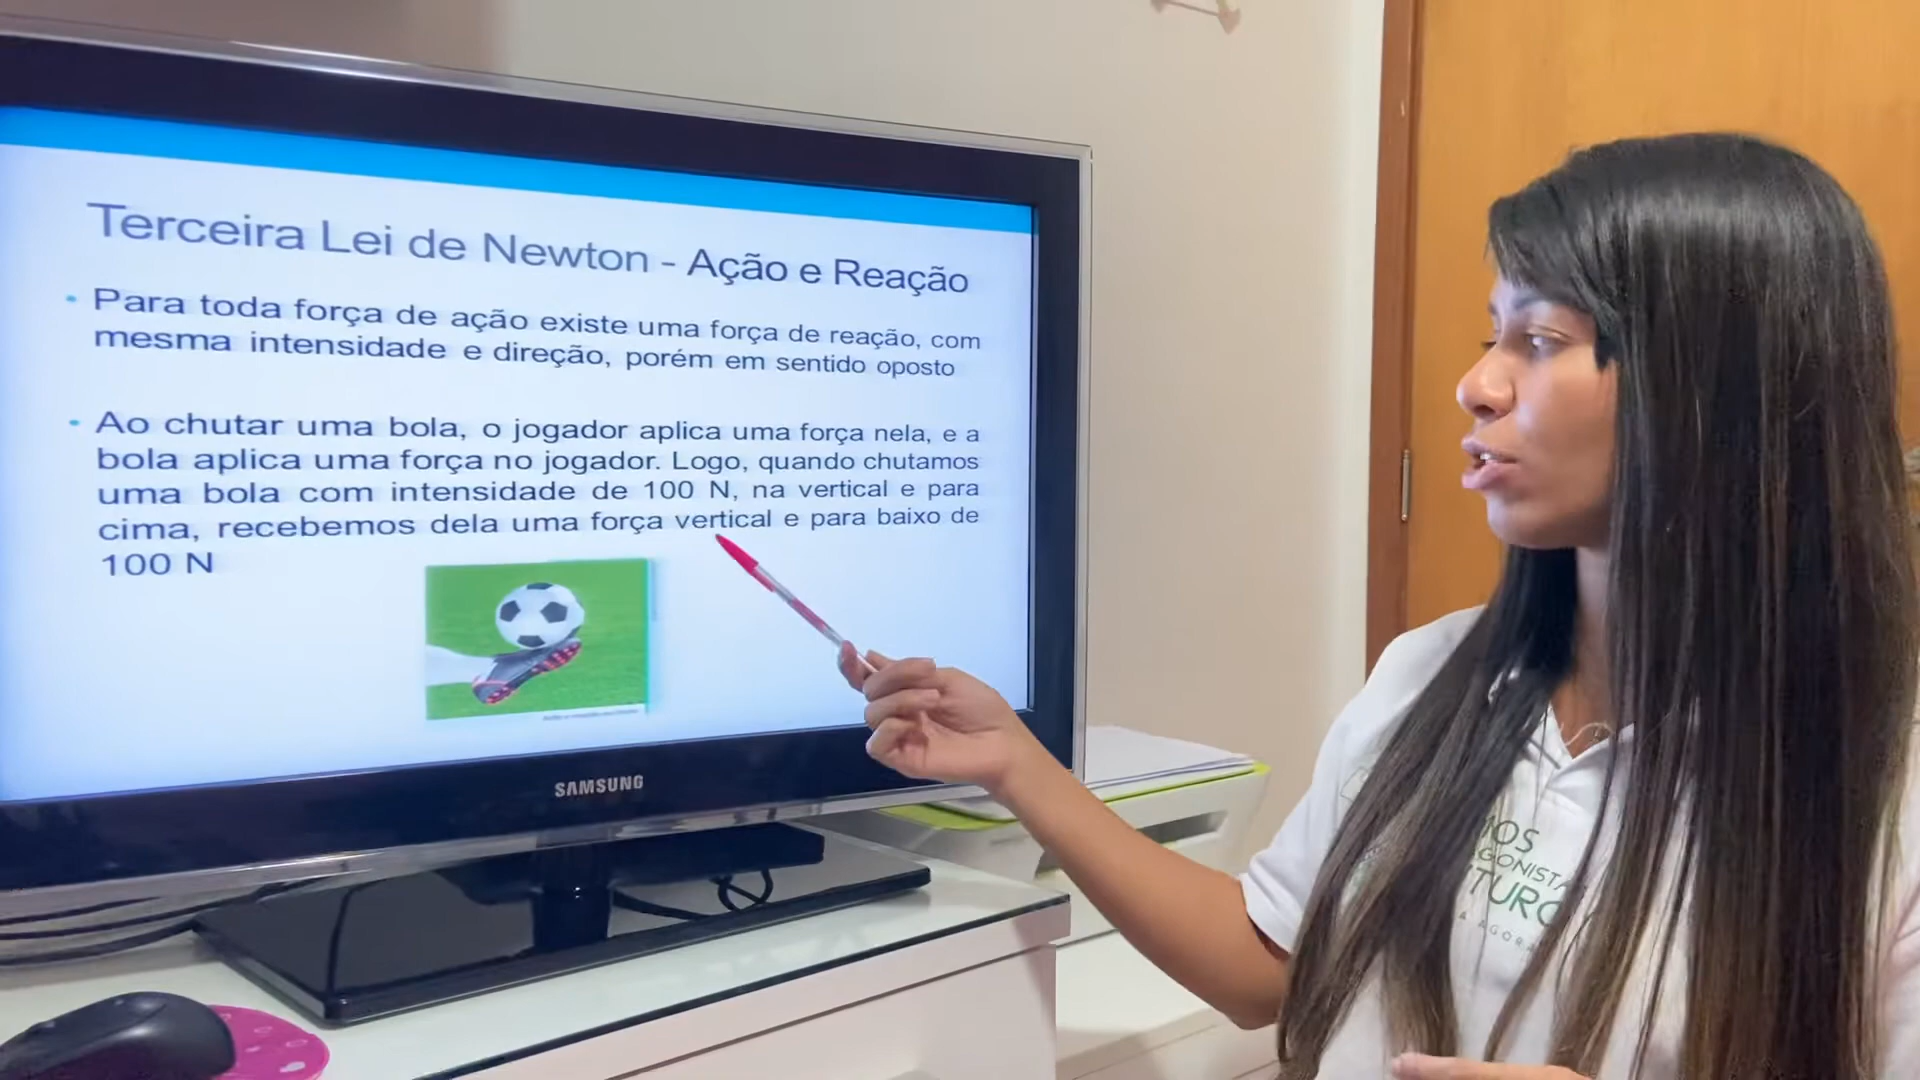 Terceira Lei de Newton - Ação e Reação
• Para toda força de ação existe uma força de reação, com
mesma intensidade e direção, porém em sentido oposto
• Ao chutar uma bola, o jogador aplica uma força nela, e a
bola aplica uma força no jogador. Logo, quando chutamos
uma bola com intensidade de 100 N, na vertical e para
cima, recebemos dela uma força vertical e para baixo de
100 N
SAMSUNG